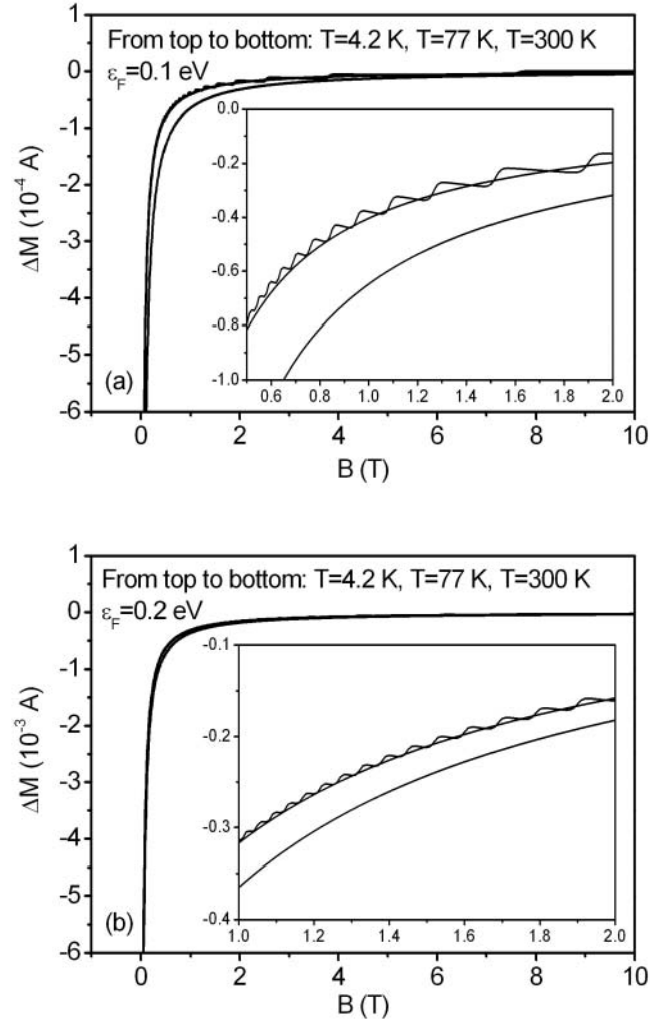 From top to bottom: T=4.2 K, T=77 K, T=300 K
ε_F=0.1 eV
1
0
-1
-2
-3
-4
-5
-6
ΔM (10⁻⁴ A)
0.0
-0.2
-0.4
-0.6
-0.8
-1.0
0.6 0.8 1.0 1.2 1.4 1.6 1.8 2.0
(a)
0 2 4 6 8 10
B (T)
From top to bottom: T=4.2 K, T=77 K, T=300 K
ε_F=0.2 eV
1
0
-1
-2
-3
-4
-5
-6
ΔM (10⁻³ A)
-0.1
-0.2
-0.3
-0.4
1.0 1.2 1.4 1.6 1.8 2.0
(b)
0 2 4 6 8 10
B (T)